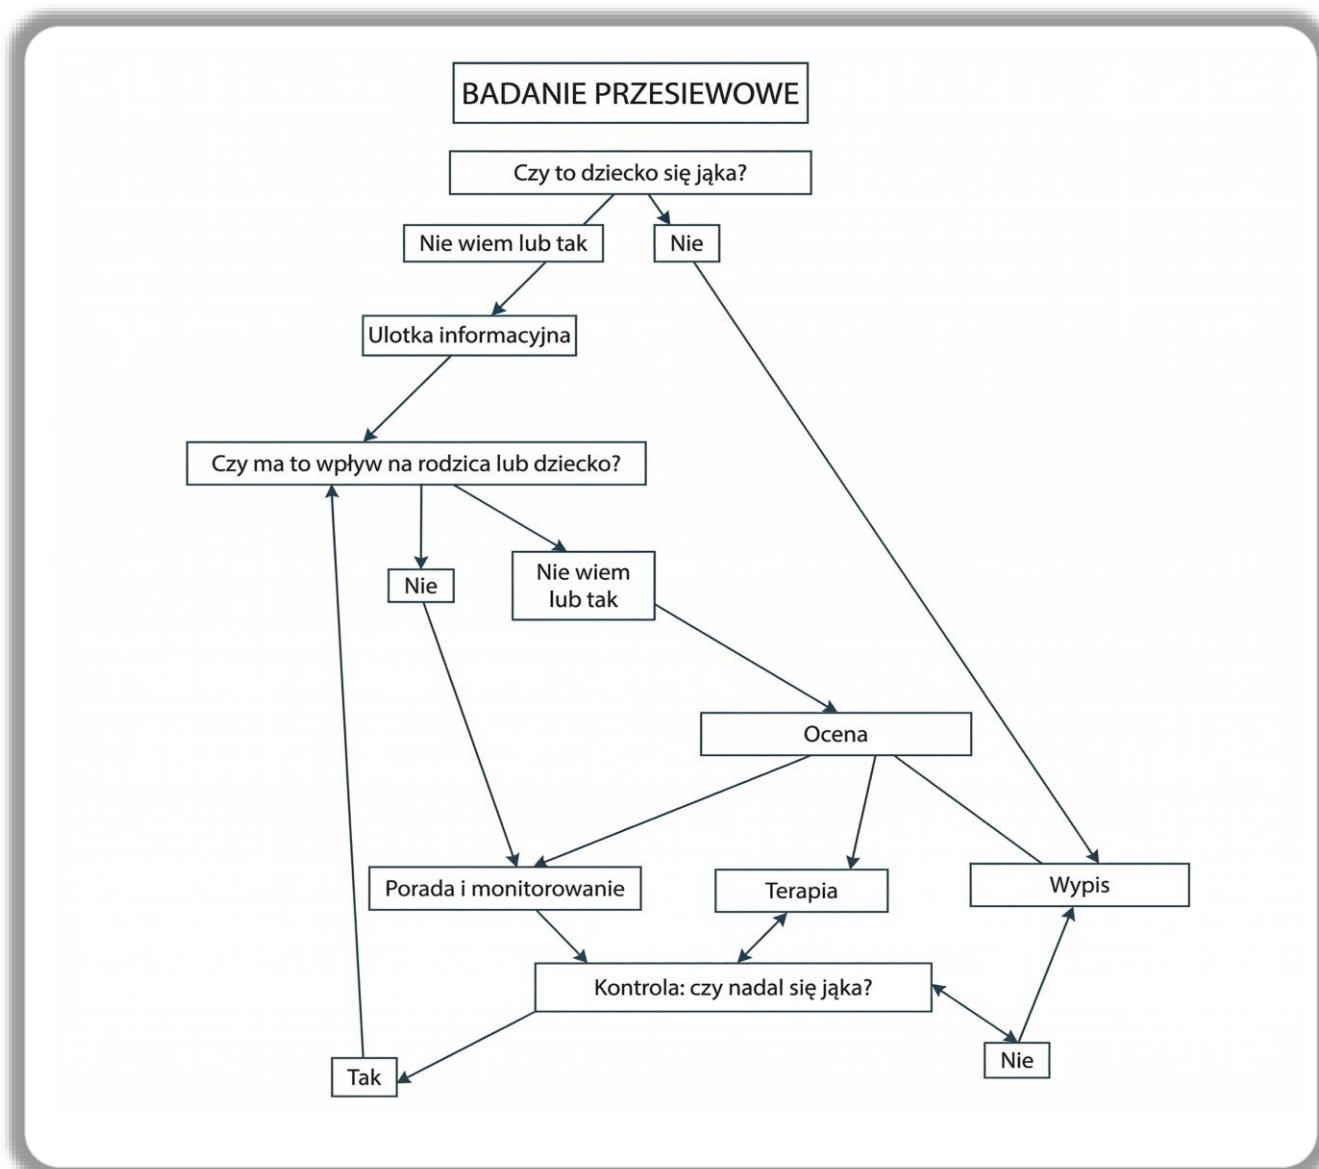 BADANIE PRZESIEWOWE
Czy to dziecko się jąka?
Nie wiem lub tak
Nie
Ulotka informacyjna
Czy ma to wpływ na rodzica lub dziecko?
Nie
Nie wiem
lub tak
Ocena
Porada i monitorowanie
Terapia
Wypis
Kontrola: czy nadal się jąka?
Tak
Nie